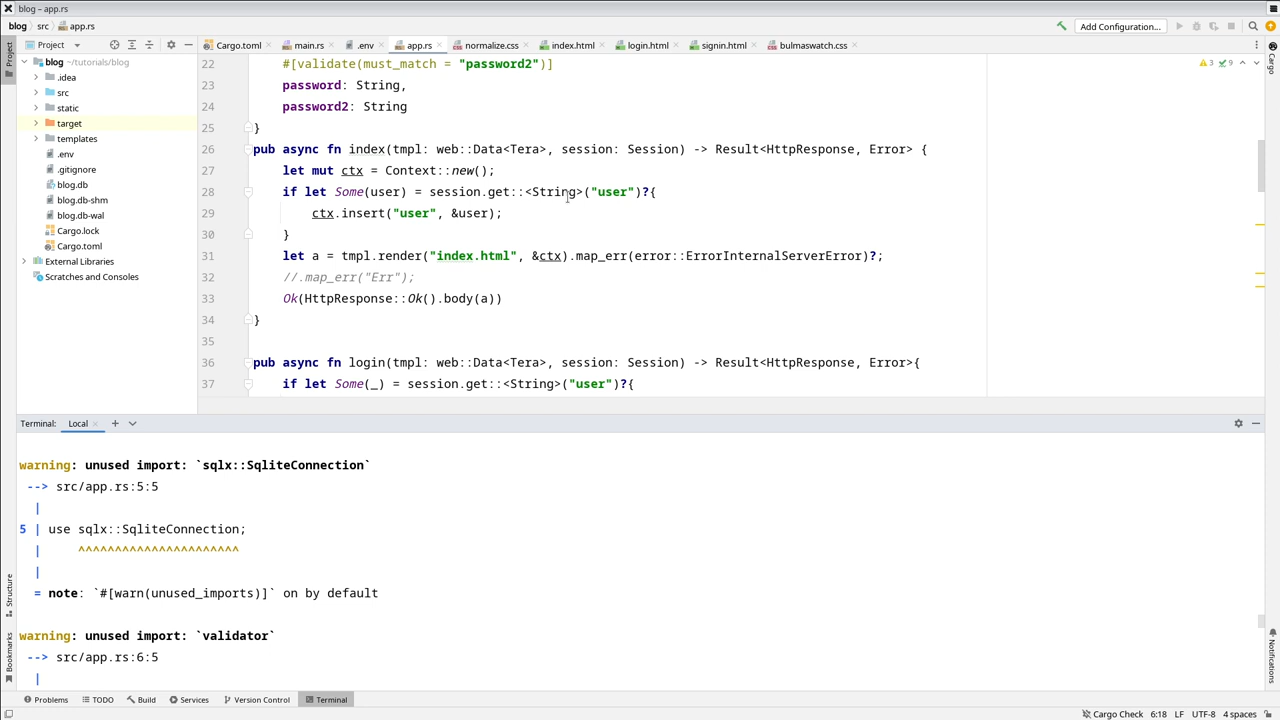 blog – app.rs
blog
src
app.rs
Add Configuration...
Project
Cargo.toml
main.rs
.env
app.rs
normalize.css
index.html
login.html
signin.html
bulmaswatch.css
blog ~/tutorials/blog
.idea
src
static
target
templates
.env
.gitignore
blog.db
blog.db-shm
blog.db-wal
Cargo.lock
Cargo.toml
External Libraries
Scratches and Consoles
Project
Structure
Bookmarks
Cargo
Notifications
3 9
22 #[validate(must_match = "password2")]
23 password: String,
24 password2: String
25 }
26 pub async fn index(tmpl: web::Data<Tera>, session: Session) -> Result<HttpResponse, Error> {
27 let mut ctx = Context::new();
28 if let Some(user) = session.get::<String>("user")?{
29 ctx.insert("user", &user);
30 }
31 let a = tmpl.render("index.html", &ctx).map_err(error::ErrorInternalServerError)?;
32 //.map_err("Err");
33 Ok(HttpResponse::Ok().body(a))
34 }
35
36 pub async fn login(tmpl: web::Data<Tera>, session: Session) -> Result<HttpResponse, Error>{
37 if let Some(_) = session.get::<String>("user")?{
Terminal: Local
warning: unused import: `sqlx::SqliteConnection`
--> src/app.rs:5:5
|
5 | use sqlx::SqliteConnection;
| ^^^^^^^^^^^^^^^^^^^^^^
|
= note: `#[warn(unused_imports)]` on by default
warning: unused import: `validator`
--> src/app.rs:6:5
|
Problems
TODO
Build
Services
Version Control
Terminal
Cargo Check 6:18 LF UTF-8 4 spaces